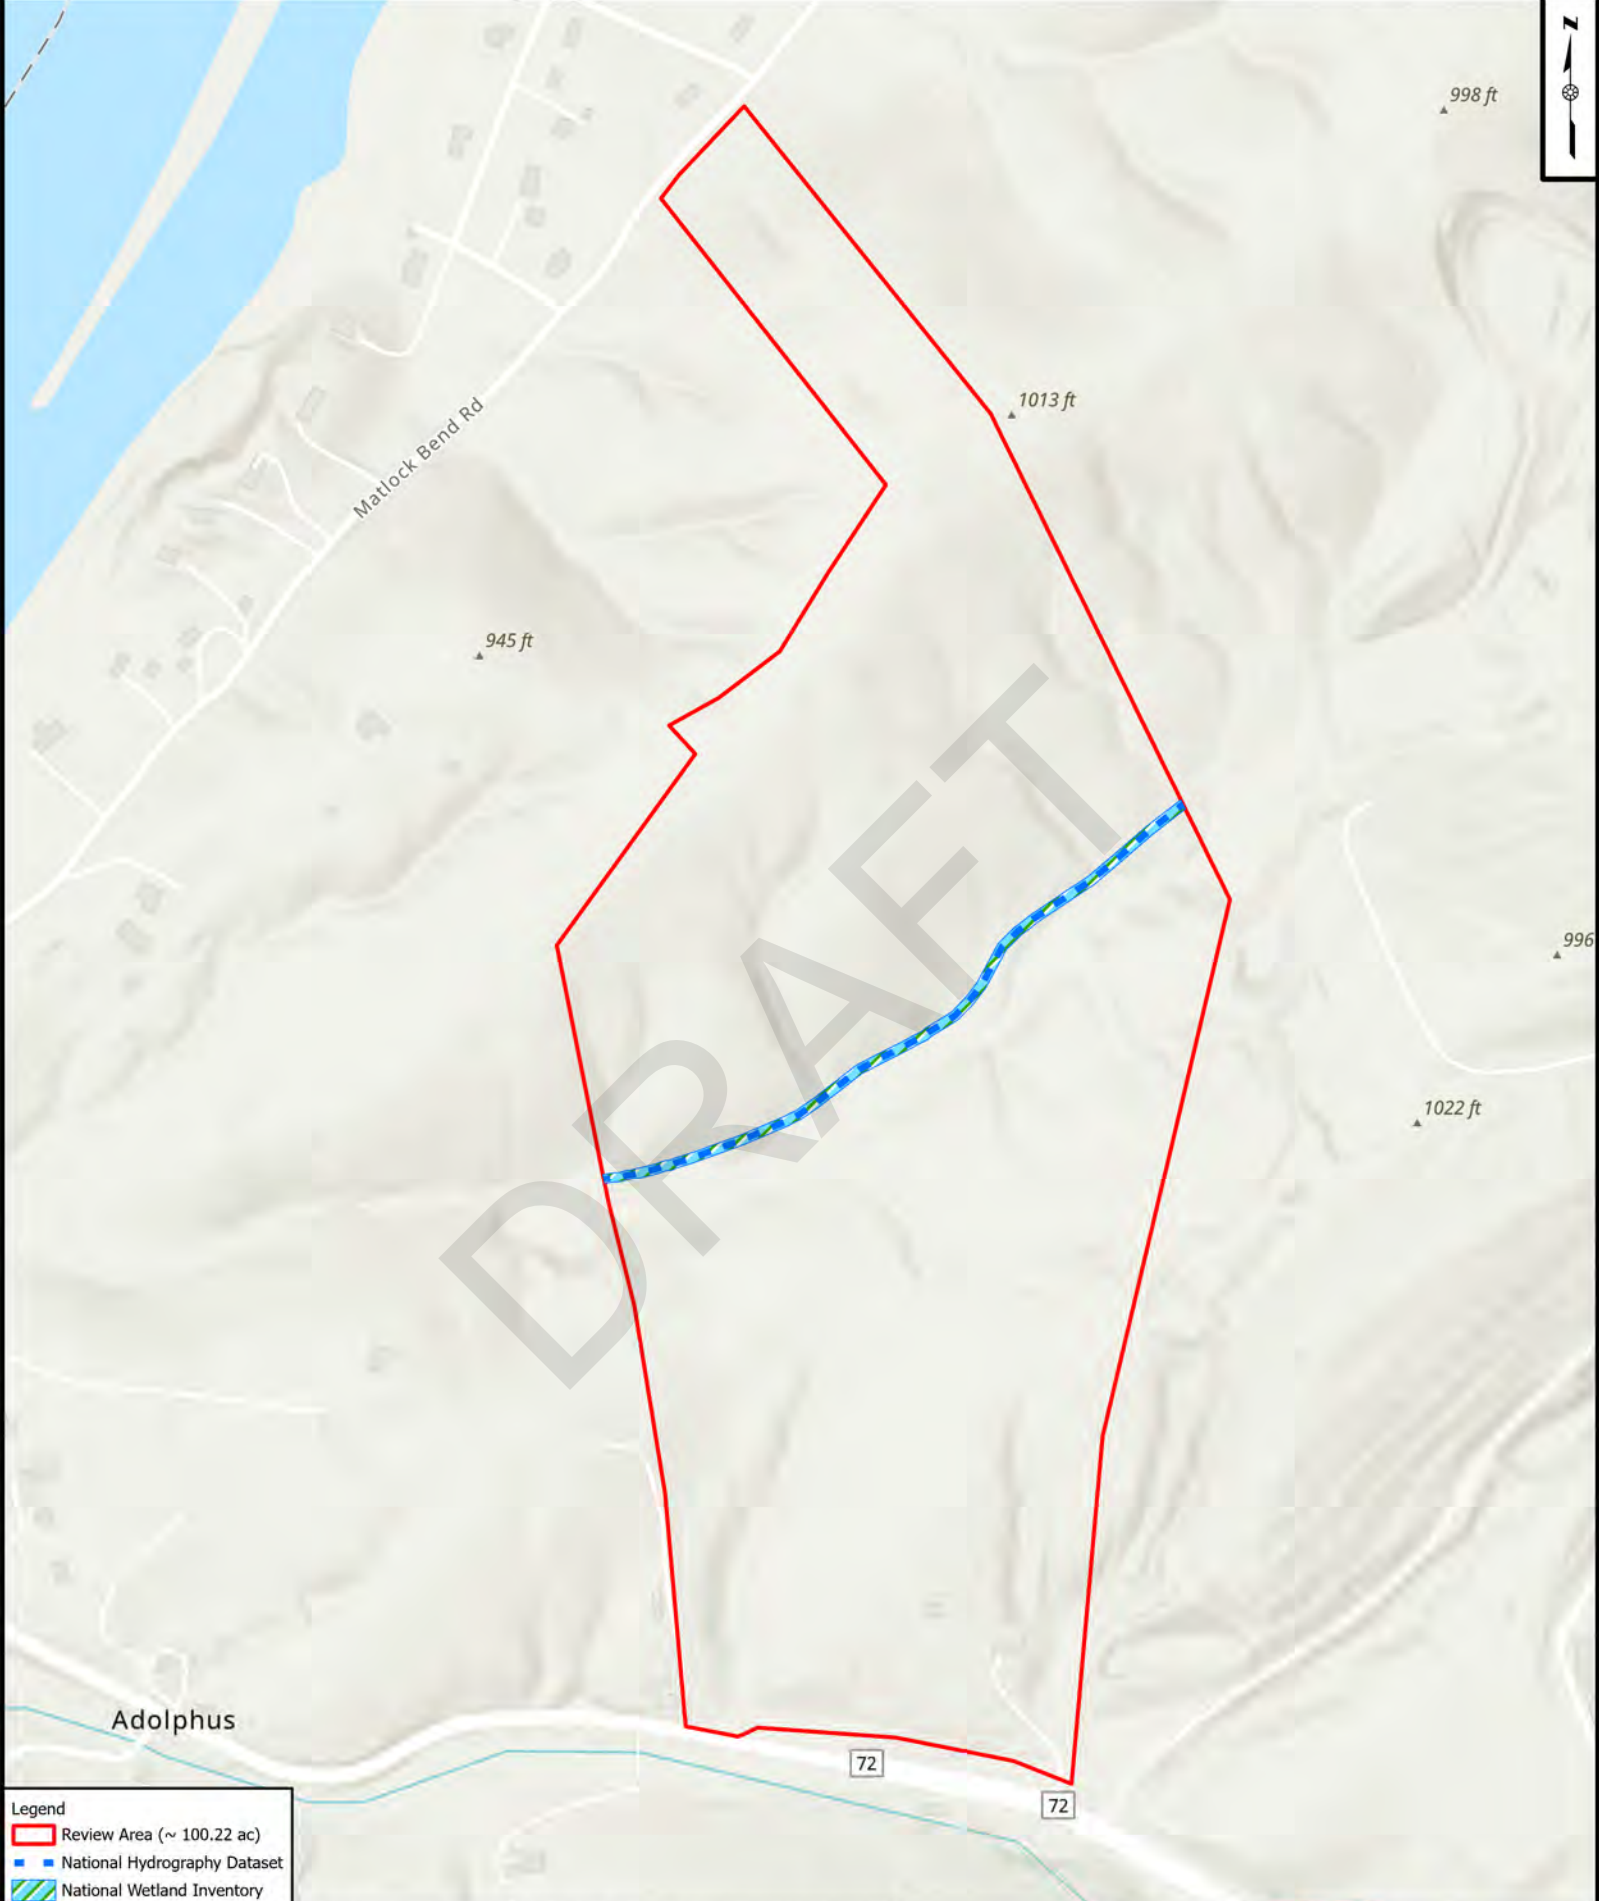 N
998 ft
1013 ft
Matlock Bend Rd
945 ft
DRAFT
996
1022 ft
Adolphus
72
72
Legend
Review Area (~ 100.22 ac)
National Hydrography Dataset
National Wetland Inventory